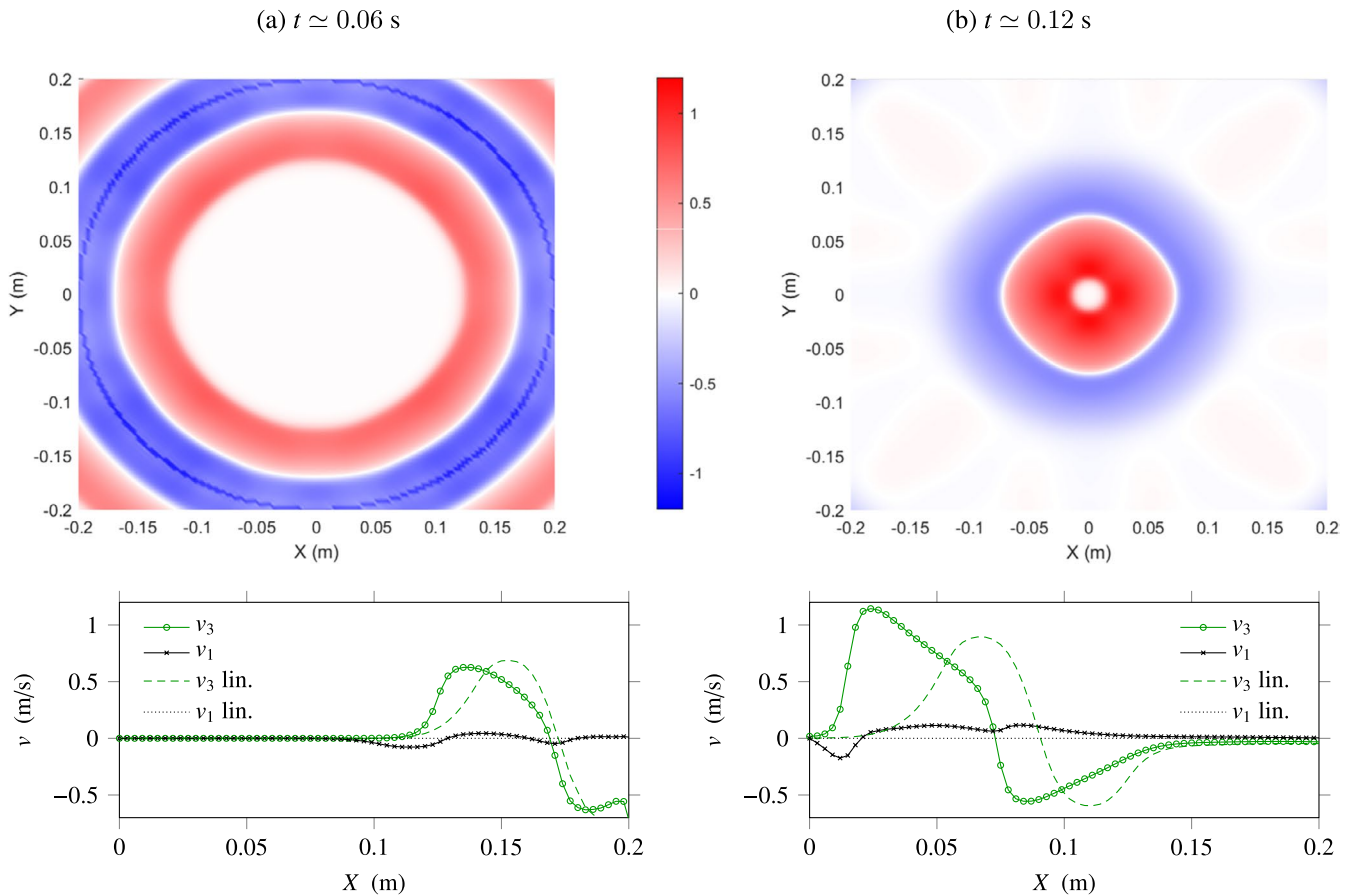 (a) t ≃ 0.06 s
(b) t ≃ 0.12 s
0.2
0.15
0.1
0.05
0
-0.05
-0.1
-0.15
-0.2
Y (m)
-0.2 -0.15 -0.1 -0.05 0 0.05 0.1 0.15 0.2
X (m)
1
0.5
0
-0.5
-1
0.2
0.15
0.1
0.05
0
-0.05
-0.1
-0.15
-0.2
Y (m)
-0.2 -0.15 -0.1 -0.05 0 0.05 0.1 0.15 0.2
X (m)
1
0.5
0
−0.5
v (m/s)
v₃
v₁
v₃ lin.
v₁ lin.
0 0.05 0.1 0.15 0.2
X (m)
1
0.5
0
−0.5
v (m/s)
v₃
v₁
v₃ lin.
v₁ lin.
0 0.05 0.1 0.15 0.2
X (m)